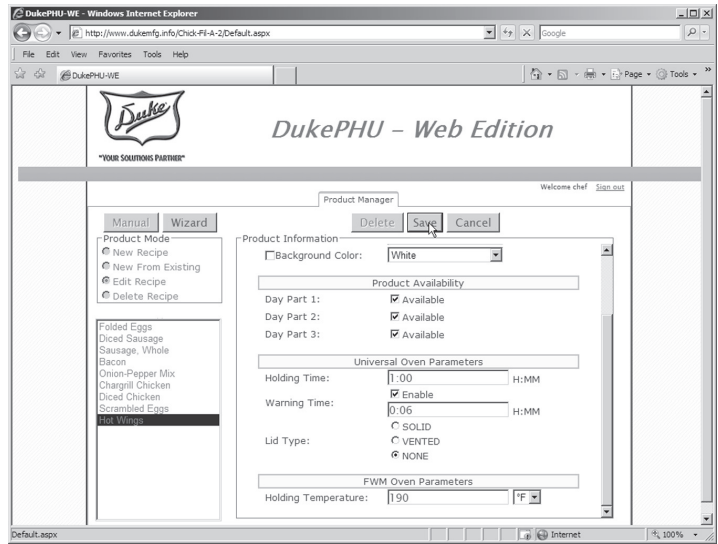 DukePHU-WE - Windows Internet Explorer
http://www.dukemfg.info/Chick-Fil-A-2/Default.aspx
Google
File Edit View Favorites Tools Help
DukePHU-WE
Page Tools
Duke
"YOUR SOLUTIONS PARTNER"
DukePHU – Web Edition
Welcome chef Sign out
Product Manager
Manual Wizard Delete Save Cancel
Product Mode
New Recipe
New From Existing
Edit Recipe
Delete Recipe
Folded Eggs
Diced Sausage
Sausage, Whole
Bacon
Onion-Pepper Mix
Chargrill Chicken
Diced Chicken
Scrambled Eggs
Hot Wings
Product Information
Background Color: White
Product Availability
Day Part 1: Available
Day Part 2: Available
Day Part 3: Available
Universal Oven Parameters
Holding Time: 1:00 H:MM
Enable
Warning Time: 0:06 H:MM
SOLID
Lid Type: VENTED
NONE
FWM Oven Parameters
Holding Temperature: 190 °F
Default.aspx Internet 100%